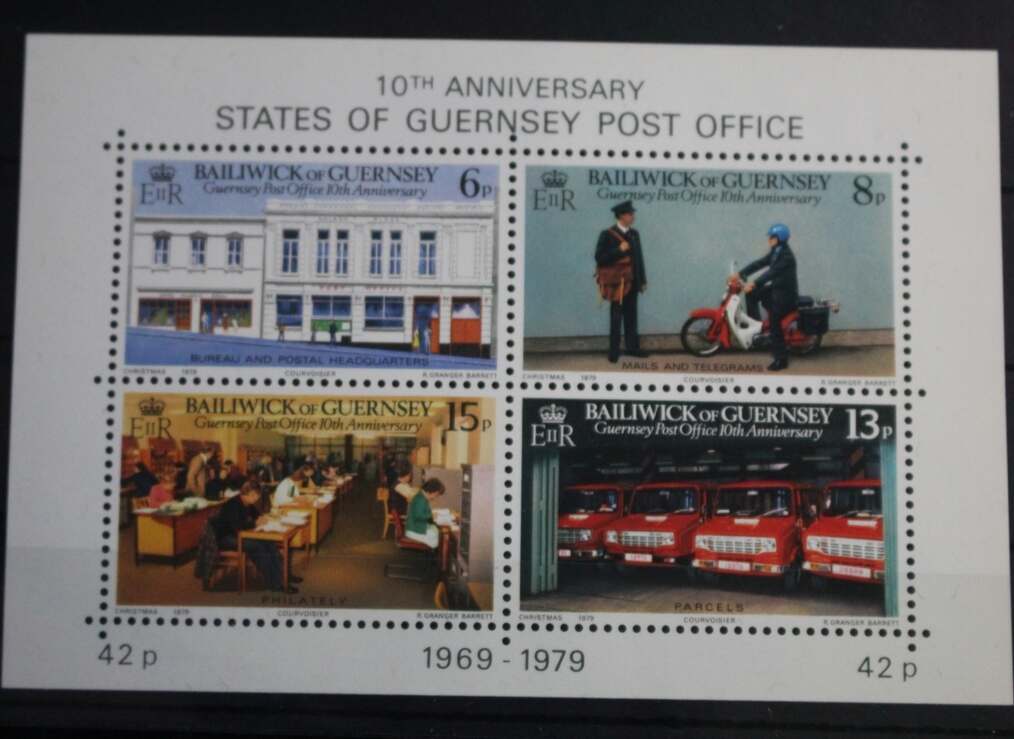 10TH ANNIVERSARY
STATES OF GUERNSEY POST OFFICE
EIIR
BAILIWICK OF GUERNSEY
6p
Guernsey Post Office 10th Anniversary
POST OFFICE
BUREAU AND POSTAL HEADQUARTERS
CHRISTMAS 1979 COURVOISIER R. GRANGER BARRETT
EIIR
BAILIWICK OF GUERNSEY
8p
Guernsey Post Office 10th Anniversary
MAILS AND TELEGRAMS
CHRISTMAS 1979 COURVOISIER R. GRANGER BARRETT
EIIR
BAILIWICK OF GUERNSEY
15p
Guernsey Post Office 10th Anniversary
PHILATELY
CHRISTMAS 1979 COURVOISIER R. GRANGER BARRETT
EIIR
BAILIWICK OF GUERNSEY
13p
Guernsey Post Office 10th Anniversary
PARCELS
CHRISTMAS 1979 COURVOISIER R. GRANGER BARRETT
42 p
1969 - 1979
42 p